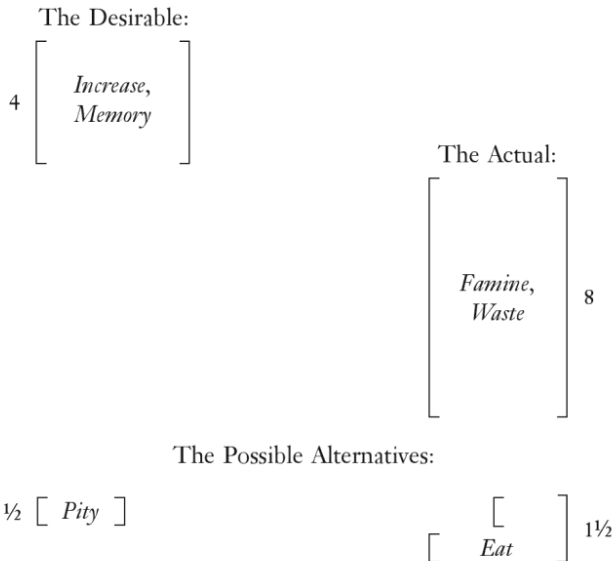 The Desirable:
4 [ Increase,
Memory ]
The Actual:
[ Famine,
Waste ] 8
The Possible Alternatives:
½ [ Pity ]
[ Eat ] 1½